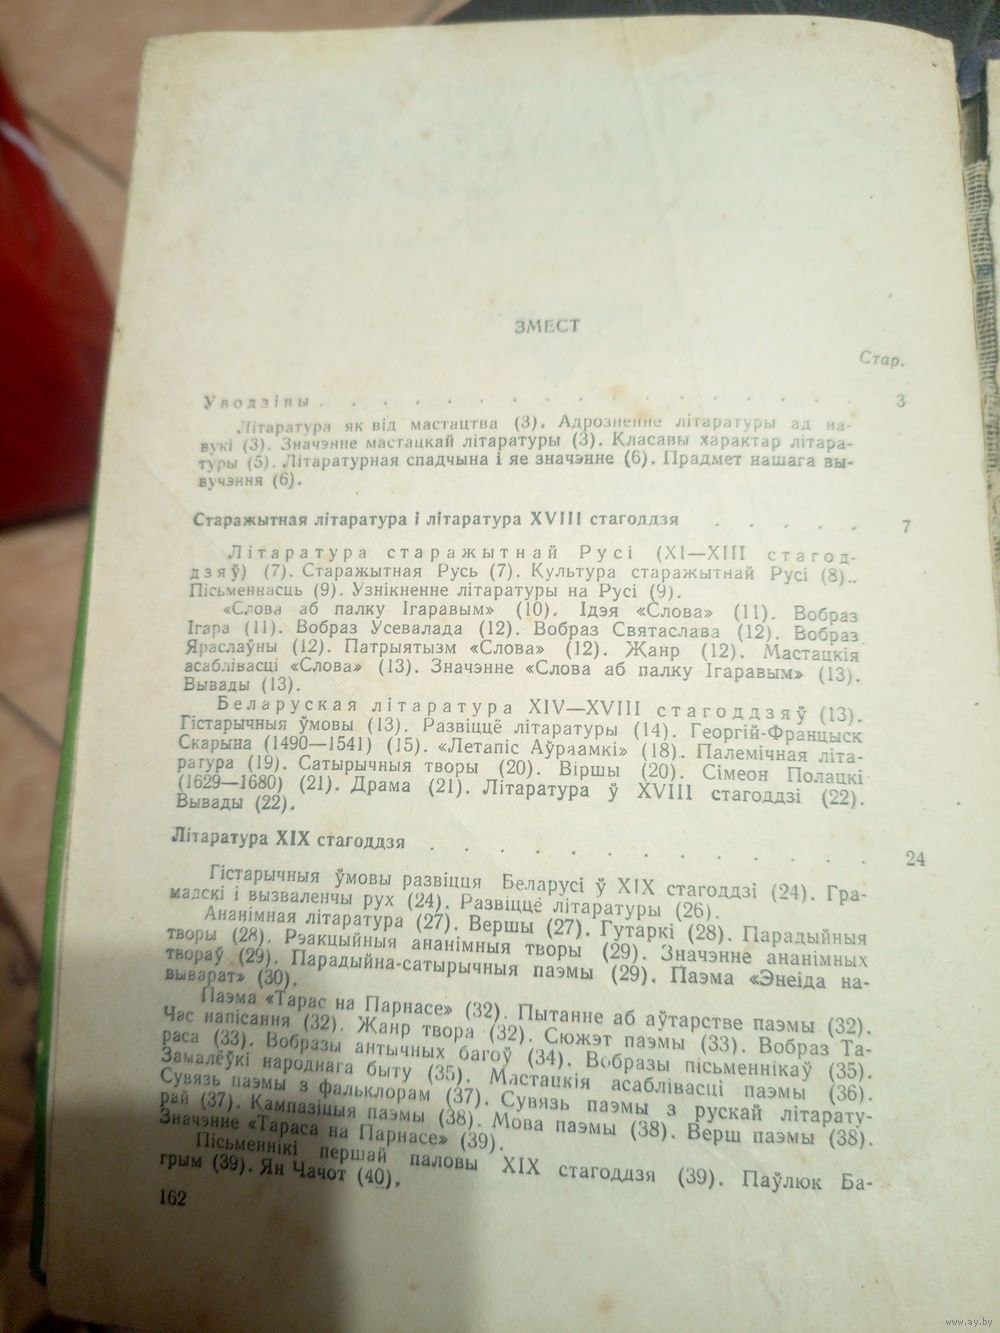 ЗМЕСТ
Стар.
Уводзіны . . . . . . . . . . . . . . . . . . 3
Літаратура як від мастацтва (3). Адрозненне літаратуры ад на-
вукі (3). Значэнне мастацкай літаратуры (3). Класавы характар літара-
туры (5). Літаратурная спадчына і яе значэнне (6). Прадмет нашага вы-
вучэння (6).
Старажытная літаратура і літаратура XVIII стагоддзя . . . . . 7
Літаратура старажытнай Русі (XI—XIII стагод-
дзяў) (7). Старажытная Русь (7). Культура старажытнай Русі (8).
Пісьменнасць (9). Узнікненне літаратуры на Русі (9).
«Слова аб палку Ігаравым» (10). Ідэя «Слова» (11). Вобраз
Ігара (11). Вобраз Усевалада (12). Вобраз Святаслава (12). Вобраз
Яраслаўны (12). Патрыятызм «Слова» (12). Жанр (12). Мастацкія
асаблівасці «Слова» (13). Значэнне «Слова аб палку Ігаравым» (13).
Вывады (13).
Беларуская літаратура XIV—XVIII стагоддзяў (13).
Гістарычныя ўмовы (13). Развіццё літаратуры (14). Георгій-Францыск
Скарына (1490—1541) (15). «Летапіс Аўраамкі» (18). Палемічная літа-
ратура (19). Сатырычныя творы (20). Віршы (20). Сімеон Полацкі
(1629—1680) (21). Драма (21). Літаратура ў XVIII стагоддзі (22).
Вывады (22).
Літаратура XIX стагоддзя . . . . . . . . . . . . . 24
Гістарычныя ўмовы развіцця Беларусі ў XIX стагоддзі (24). Гра-
мадскі і вызваленчы рух (24). Развіццё літаратуры (26).
Ананімная літаратура (27). Вершы (27). Гутаркі (28). Парадыйныя
творы (28). Рэакцыйныя ананімныя творы (29). Значэнне ананімных
твораў (29). Парадыйна-сатырычныя паэмы (29). Паэма «Энеіда на-
выварат» (30).
Паэма «Тарас на Парнасе» (32). Пытанне аб аўтарстве паэмы (32).
Час напісання (32). Жанр твора (32). Сюжэт паэмы (33). Вобраз Та-
раса (33). Вобразы антычных багоў (34). Вобразы пісьменнікаў (35).
Замалёўкі народнага быту (35). Мастацкія асаблівасці паэмы (36).
Сувязь паэмы з фальклорам (37). Сувязь паэмы з рускай літарату-
рай (37). Кампазіцыя паэмы (38). Мова паэмы (38). Верш паэмы (38).
Значэнне «Тараса на Парнасе» (39).
Пісьменнікі першай паловы XIX стагоддзя (39). Паўлюк Ба-
грым (39). Ян Чачот (40).
162
www.ay.by